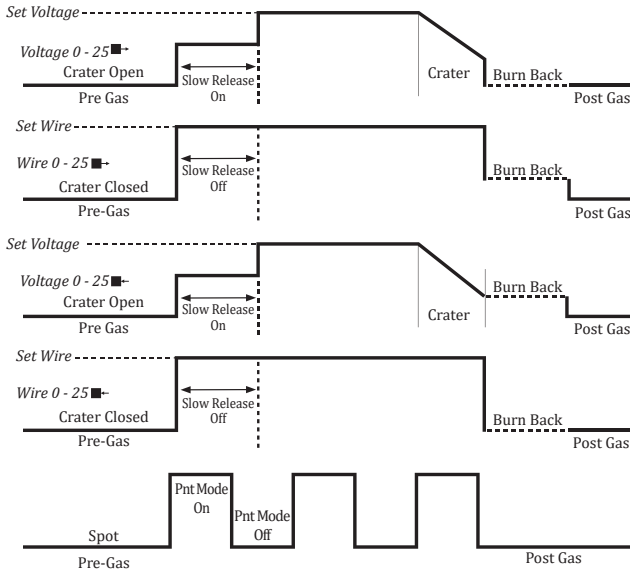 Set Voltage
Voltage 0 - 25
Crater Open
Slow Release
On
Crater
Burn Back
Pre Gas
Post Gas
Set Wire
Wire 0 - 25
Crater Closed
Slow Release
Off
Burn Back
Pre-Gas
Post Gas
Set Voltage
Voltage 0 - 25
Crater Open
Slow Release
On
Crater
Burn Back
Pre Gas
Post Gas
Set Wire
Wire 0 - 25
Crater Closed
Slow Release
Off
Burn Back
Pre-Gas
Post Gas
Pnt Mode
On
Pnt Mode
Off
Spot
Pre-Gas
Post Gas